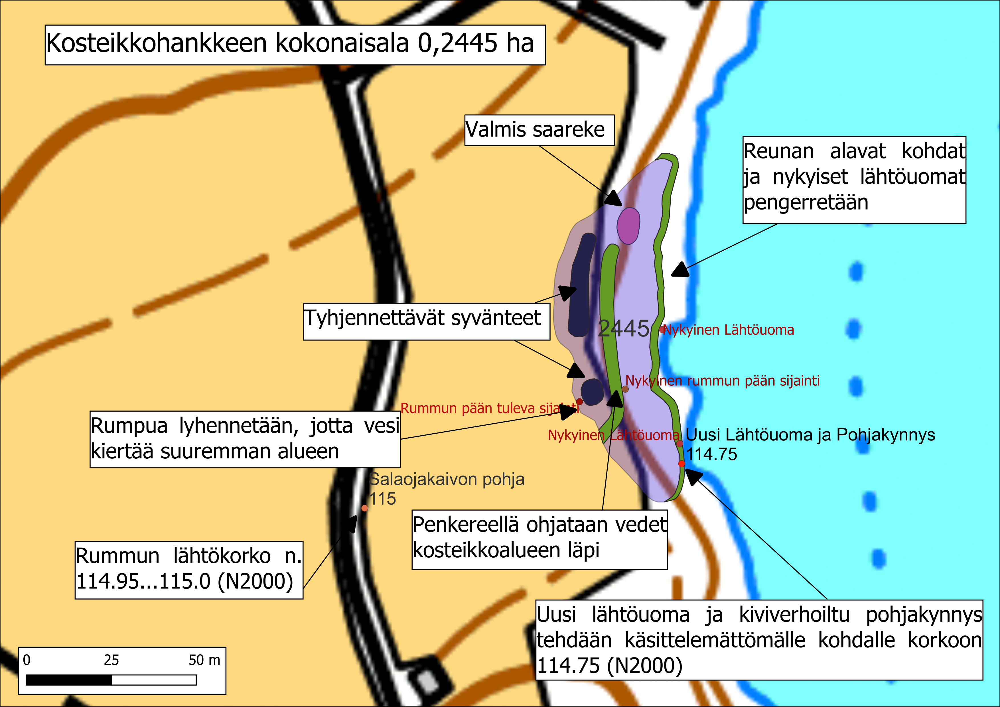 Kosteikkohankkeen kokonaisala 0,2445 ha
Valmis saareke
Reunan alavat kohdat
ja nykyiset lähtöuomat
pengerretään
Tyhjennettävät syvänteet
2445
Nykyinen Lähtöuoma
Nykyinen rummun pään sijainti
Rummun pään tuleva sijainti
Rumpua lyhennetään, jotta vesi
kiertää suuremman alueen
Nykyinen Lähtöuoma
Uusi Lähtöuoma ja Pohjakynnys
114.75
Salaojakaivon pohja
115
Penkereellä ohjataan vedet
kosteikkoalueen läpi
Rummun lähtökorko n.
114.95...115.0 (N2000)
Uusi lähtöuoma ja kiviverhoiltu pohjakynnys
tehdään käsittelemättömälle kohdalle korkoon
114.75 (N2000)
0 25 50 m